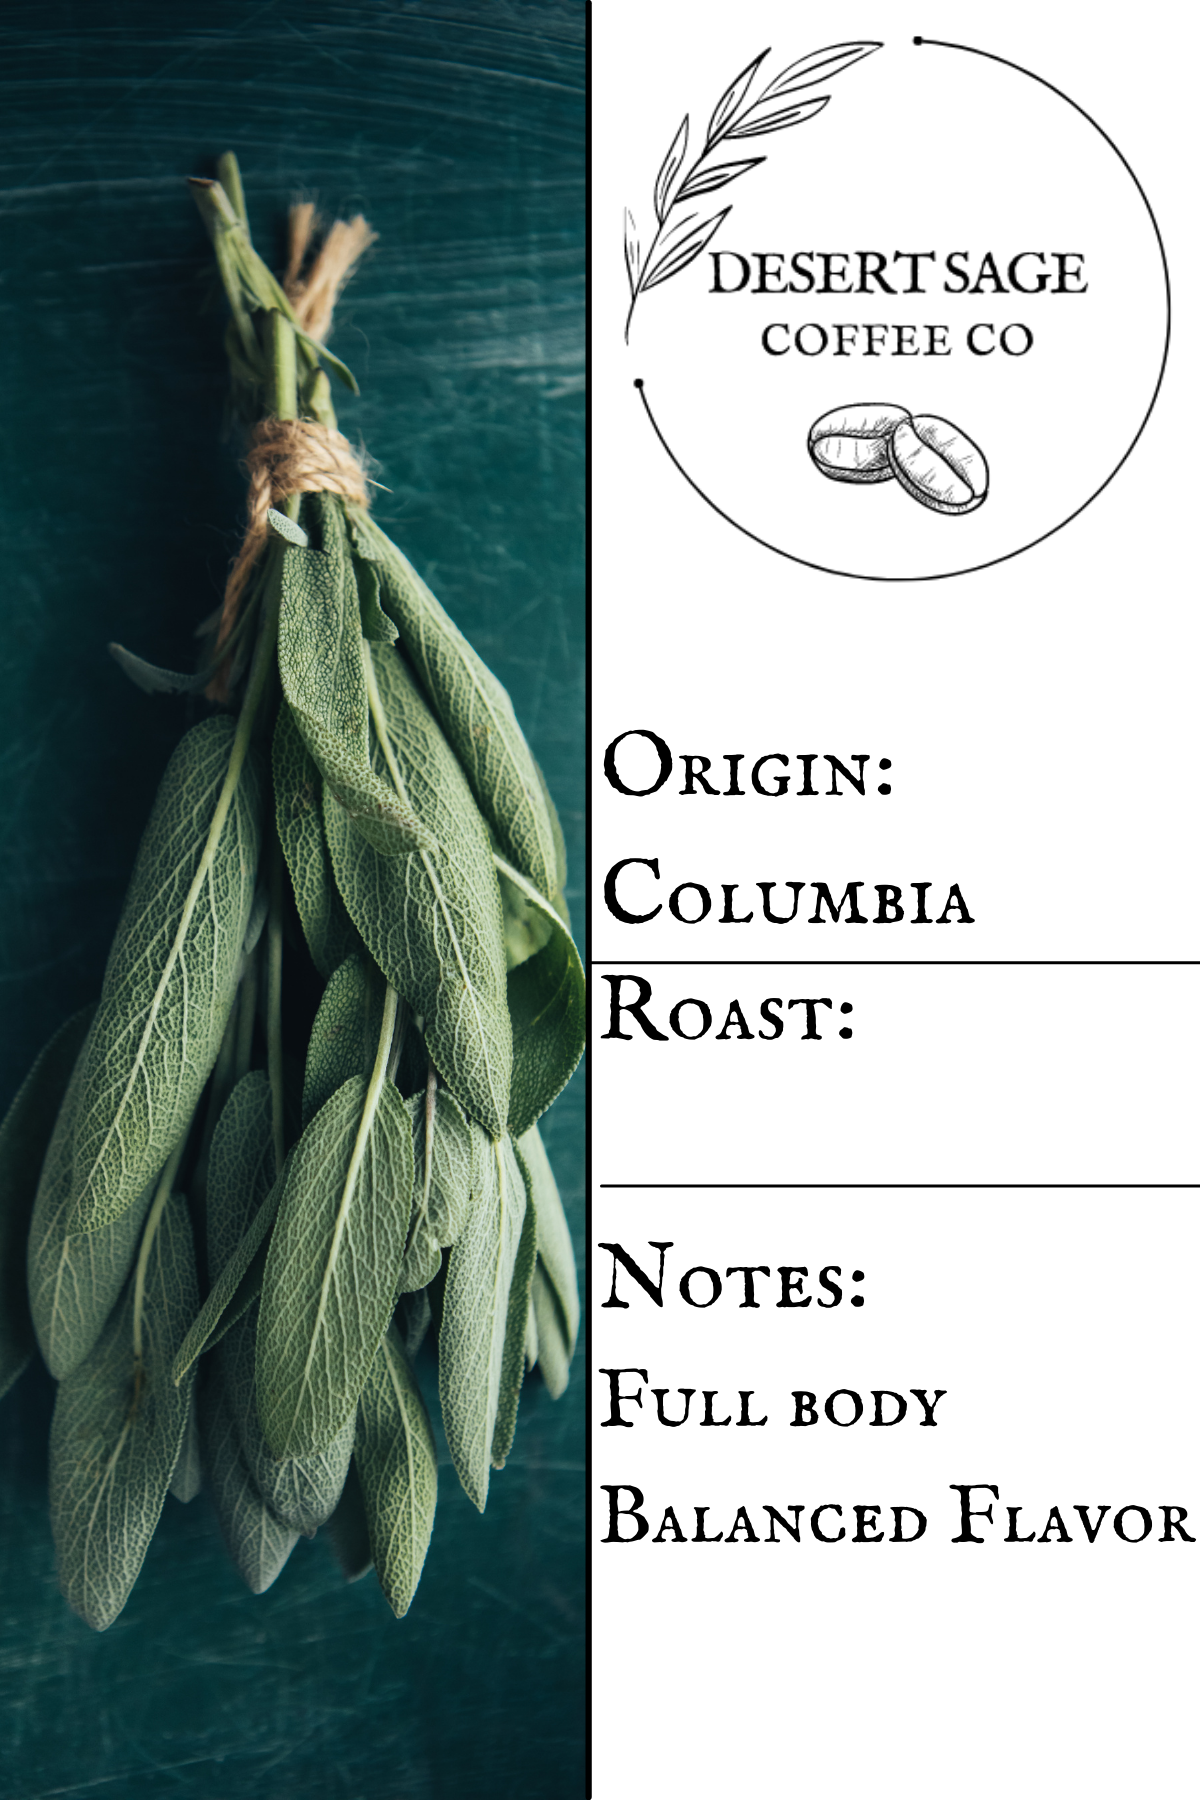 DESERT SAGE
COFFEE CO
Origin:
Columbia
Roast:
Notes:
Full body
Balanced Flavor